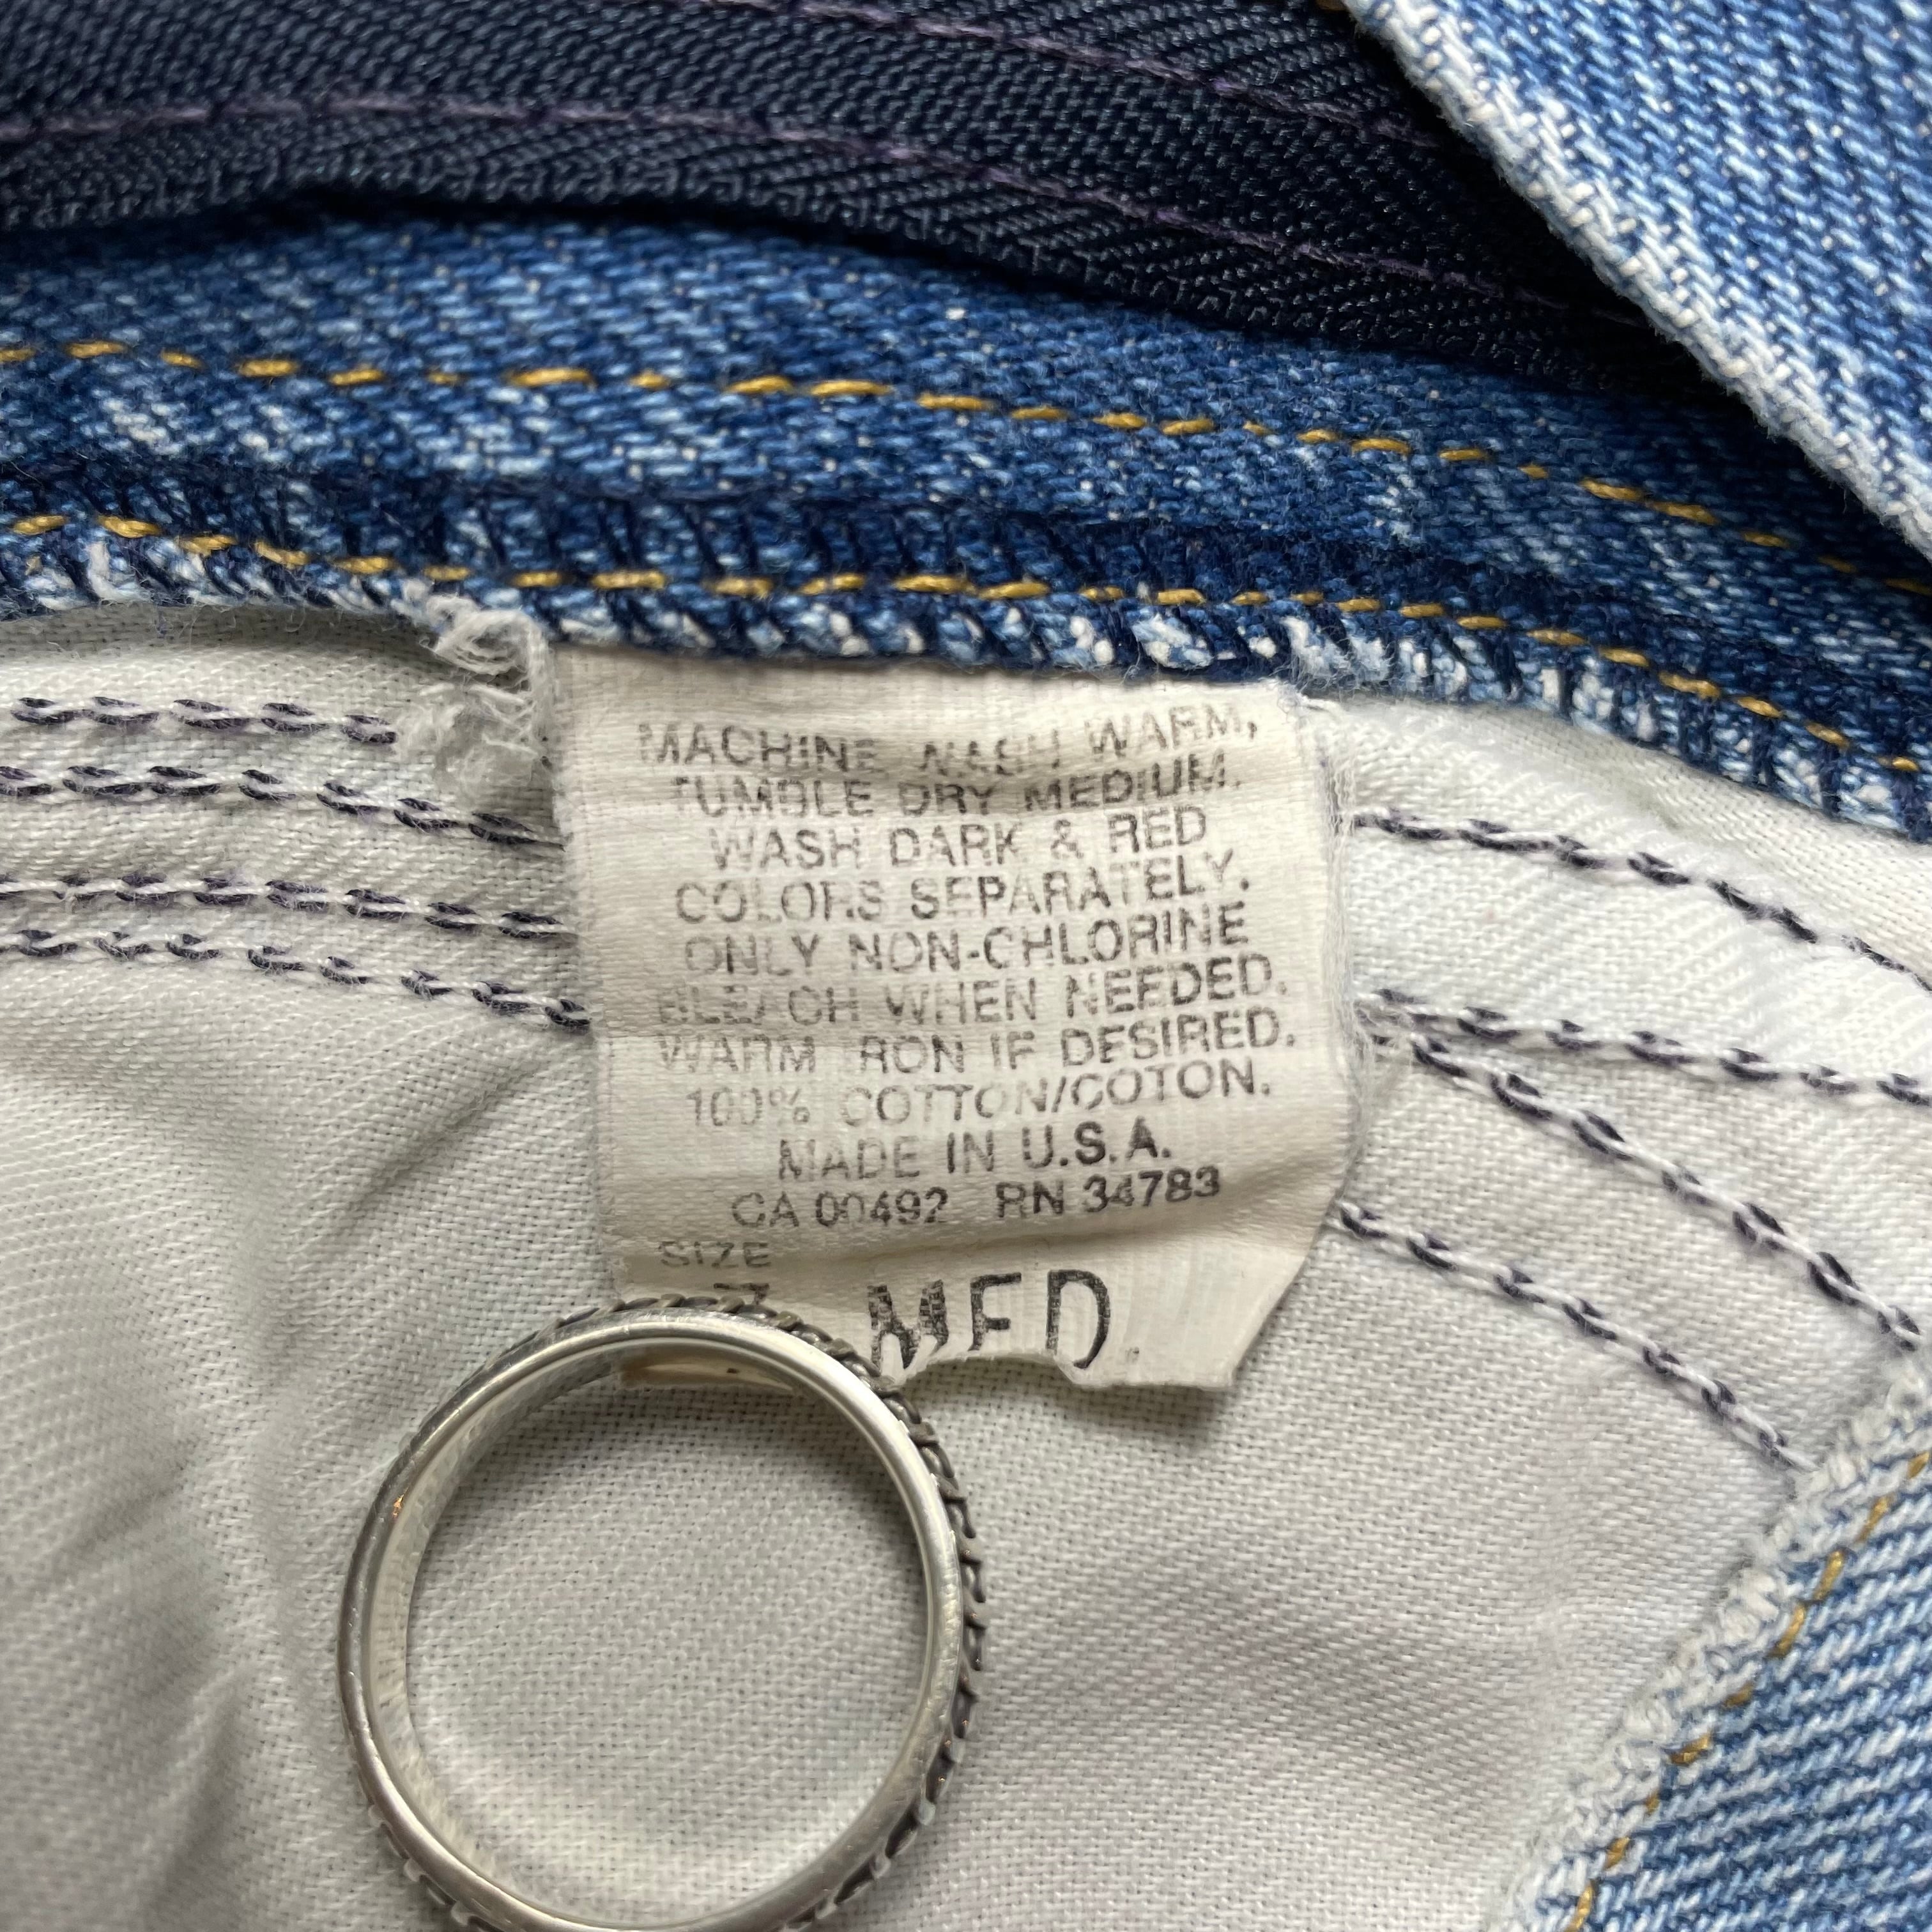 MACHINE WASH WARM,
TUMBLE DRY MEDIUM.
WASH DARK & RED
COLORS SEPARATELY.
ONLY NON-CHLORINE
BLEACH WHEN NEEDED.
WARM IRON IF DESIRED.
100% COTTON/COTON.
MADE IN U.S.A.
CA 00492 RN 34783
SIZE
MED.